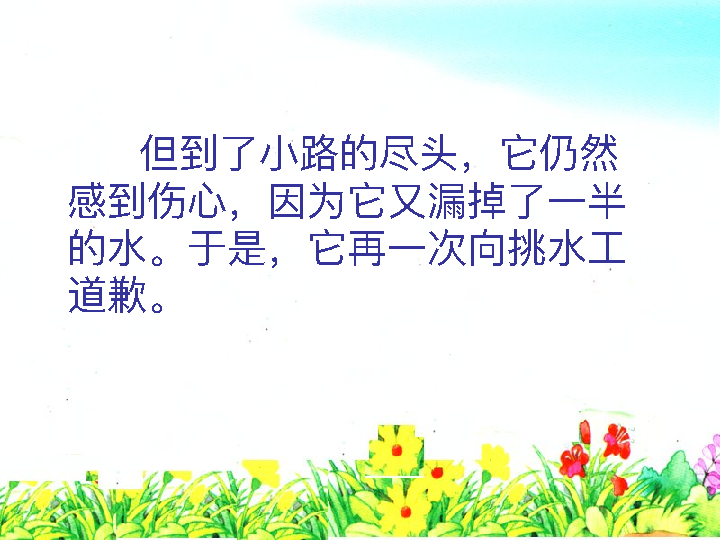 但到了小路的尽头，它仍然
感到伤心，因为它又漏掉了一半
的水。于是，它再一次向挑水工
道歉。